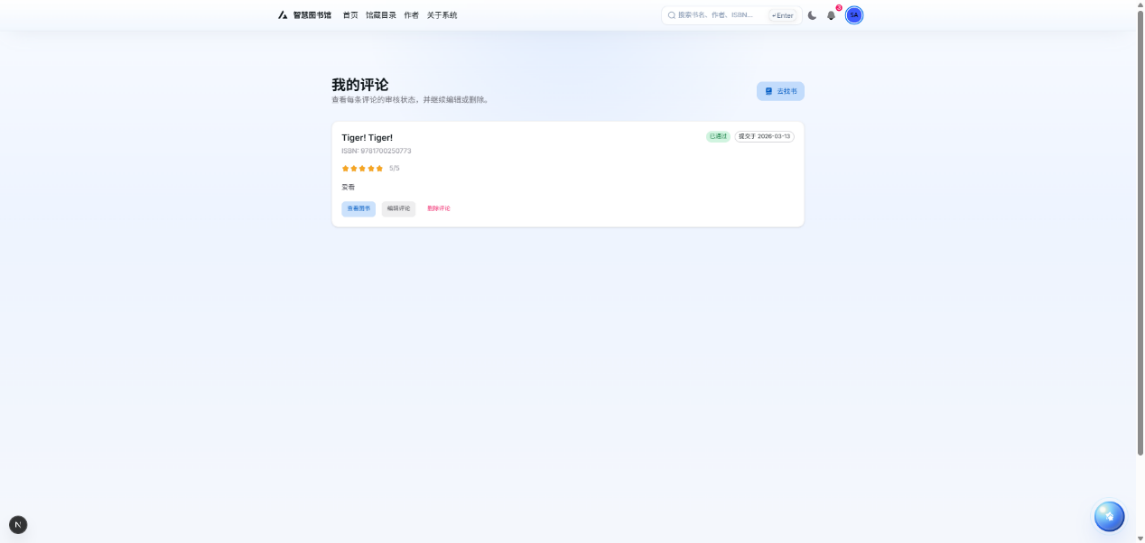 智慧图书馆 首页 馆藏目录 作者 关于系统 搜索书名、作者、ISBN... ↵Enter 3 SA
我的评论
查看每条评论的审核状态，并继续编辑或删除。
去找书
Tiger! Tiger! 已通过 提交于 2026-03-13
ISBN: 9781700250773
5/5
查看图书 编辑评论 删除评论
N